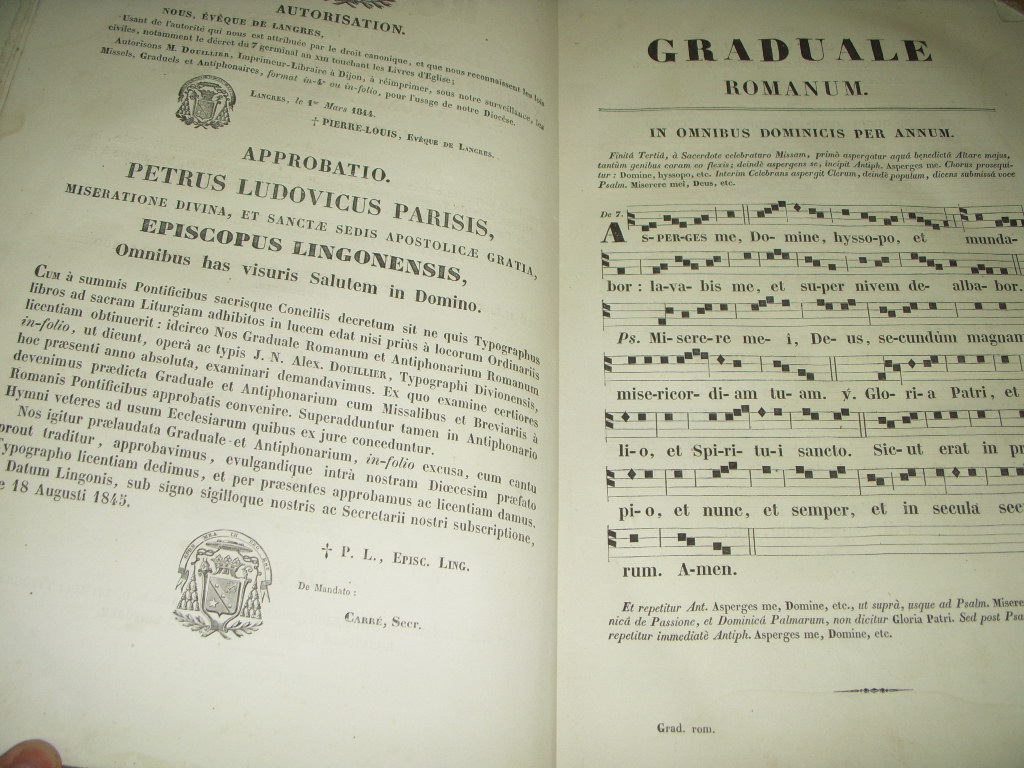 AUTORISATION.
NOUS, ÉVÊQUE DE LANGRES,
Usant de l'autorité qui nous est attribuée par le droit canonique, et que nous reconnaissent les lois
civiles, notamment le décret du 7 germinal an XIII touchant les Livres d'Eglise;
Autorisons M. DOUILLIER, Imprimeur-Libraire à Dijon, à réimprimer, sous notre surveillance, les
Missels, Graduels et Antiphonaires, format in-4° ou in-folio, pour l'usage de notre Diocèse.
LANGRES, le 1er Mars 1844.
† PIERRE-LOUIS, EVÊQUE DE LANGRES.
APPROBATIO.
PETRUS LUDOVICUS PARISIS,
MISERATIONE DIVINA, ET SANCTÆ SEDIS APOSTOLICÆ GRATIA,
EPISCOPUS LINGONENSIS,
Omnibus has visuris Salutem in Domino.
CUM à summis Pontificibus sacrisque Conciliis decretum sit ne quis Typographus
libros ad sacram Liturgiam adhibitos in lucem edat nisi priùs à locorum Ordinariis
licentiam obtinuerit : idcirco Nos Graduale Romanum et Antiphonarium Romanum
in-folio, ut dicunt, operâ ac typis J. N. Alex. DOUILLIER, Typographi Divionensis,
hoc præsenti anno absoluta, examinari demandavimus. Ex quo examine certiores
devenimus prædicta Graduale et Antiphonarium cum Missalibus et Breviariis à
Romanis Pontificibus approbatis convenire. Superadduntur tamen in Antiphonario
Hymni veteres ad usum Ecclesiarum quibus ex jure conceduntur.
Nos igitur prælaudata Graduale et Antiphonarium, in-folio excusa, cum cantu
prout traditur, approbavimus, evulgandique intrà nostram Diœcesim præfato
Typographo licentiam dedimus, et per præsentes approbamus ac licentiam damus.
Datum Lingonis, sub signo sigilloque nostris ac Secretarii nostri subscriptione,
18 Augusti 1845.
† P. L., EPISC. LING.
De Mandato :
CARRÉ, Secr.
GRADUALE
ROMANUM.
IN OMNIBUS DOMINICIS PER ANNUM.
Finitâ Tertiâ, à Sacerdote celebraturo Missam, primò aspergatur aquâ benedictâ Altare majus,
tantùm genibus coram eo flexis; deindè aspergens se, incipit Antiph. Asperges me. Chorus prosequi-
tur : Domine, hyssopo, etc. Interim Celebrans aspergit Clerum, deindè populum, dicens submissâ voce
Psalm. Miserere mei, Deus, etc.
De 7.
AS-PER-GES me, Do- mine, hysso-po, et munda-
bor : la-va- bis me, et su-per nivem de- alba- bor.
Ps. Mi-sere-re me- i, De- us, se-cundùm magnam
mise-ricor- di- am tu- am. ℣. Glo- ri- a Patri, et
li-o, et Spi-ri- tu-i sancto. Sic-ut erat in pr
pi-o, et nunc, et semper, et in secula sec
rum. A-men.
Et repetitur Ant. Asperges me, Domine, etc., ut suprà, usque ad Psalm. Misere
nicâ de Passione, et Dominicâ Palmarum, non dicitur Gloria Patri. Sed post Psa
repetitur immediatè Antiph. Asperges me, Domine, etc.
Grad. rom.